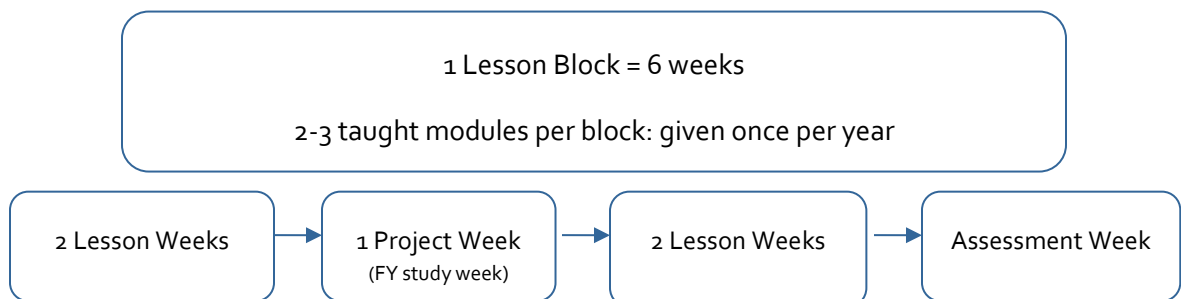 1 Lesson Block = 6 weeks
2-3 taught modules per block: given once per year
2 Lesson Weeks
1 Project Week
(FY study week)
2 Lesson Weeks
Assessment Week